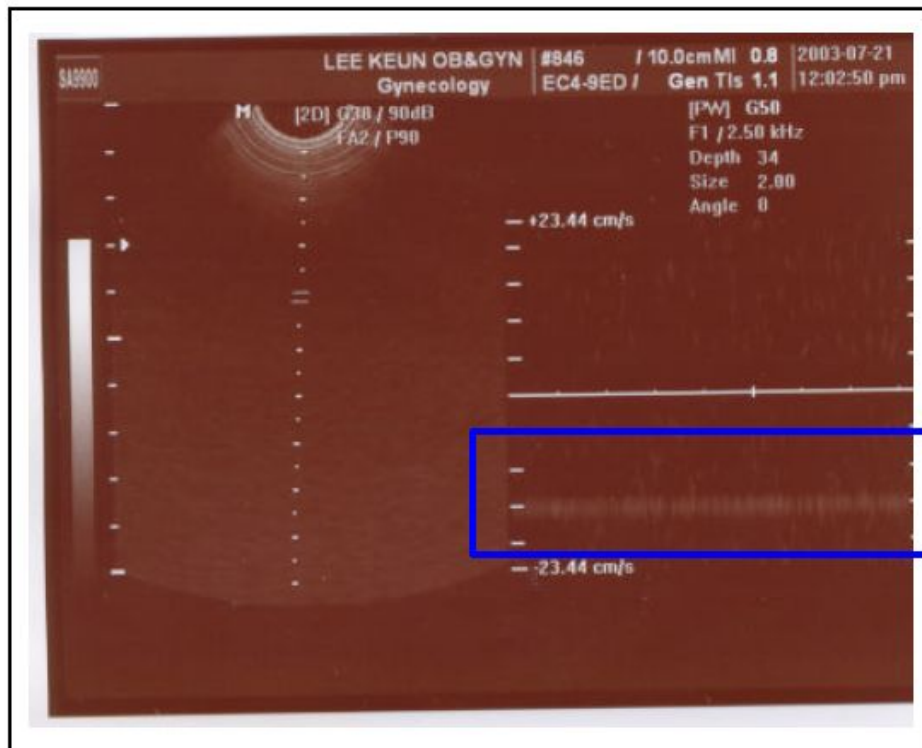 SA9900
LEE KEUN OB&GYN
Gynecology
#846 / 10.0cm MI 0.8
EC4-9ED / Gen TIs 1.1
2003-07-21
12:02:50 pm
M
[2D] G38 / 90dB
FA2 / P90
[PW] G50
F1 / 2.50 kHz
Depth 34
Size 2.00
Angle 0
+23.44 cm/s
-23.44 cm/s